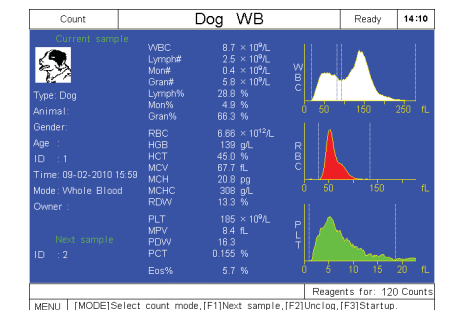 Count Dog WB Ready 14:10
Current sample
Type: Dog
Animal:
Gender:
Age :
ID : 1
Time: 09-02-2010 15:59
Mode: Whole Blood
Owner :
Next sample
ID : 2
WBC 8.7 × 10⁹/L
Lymph# 2.5 × 10⁹/L
Mon# 0.4 × 10⁹/L
Gran# 5.8 × 10⁹/L
Lymph% 28.8 %
Mon% 4.9 %
Gran% 66.3 %
RBC 6.66 × 10¹²/L
HGB 139 g/L
HCT 45.0 %
MCV 67.7 fL
MCH 20.8 pg
MCHC 308 g/L
RDW 13.3 %
PLT 185 × 10⁹/L
MPV 8.4 fL
PDW 16.3
PCT 0.155 %
Eos% 5.7 %
WBC
50 150 250 fL
RBC
50 150 fL
PLT
0 5 10 15 20 fL
Reagents for: 120 Counts
MENU [MODE]Select count mode,[F1]Next sample,[F2]Unclog,[F3]Startup.